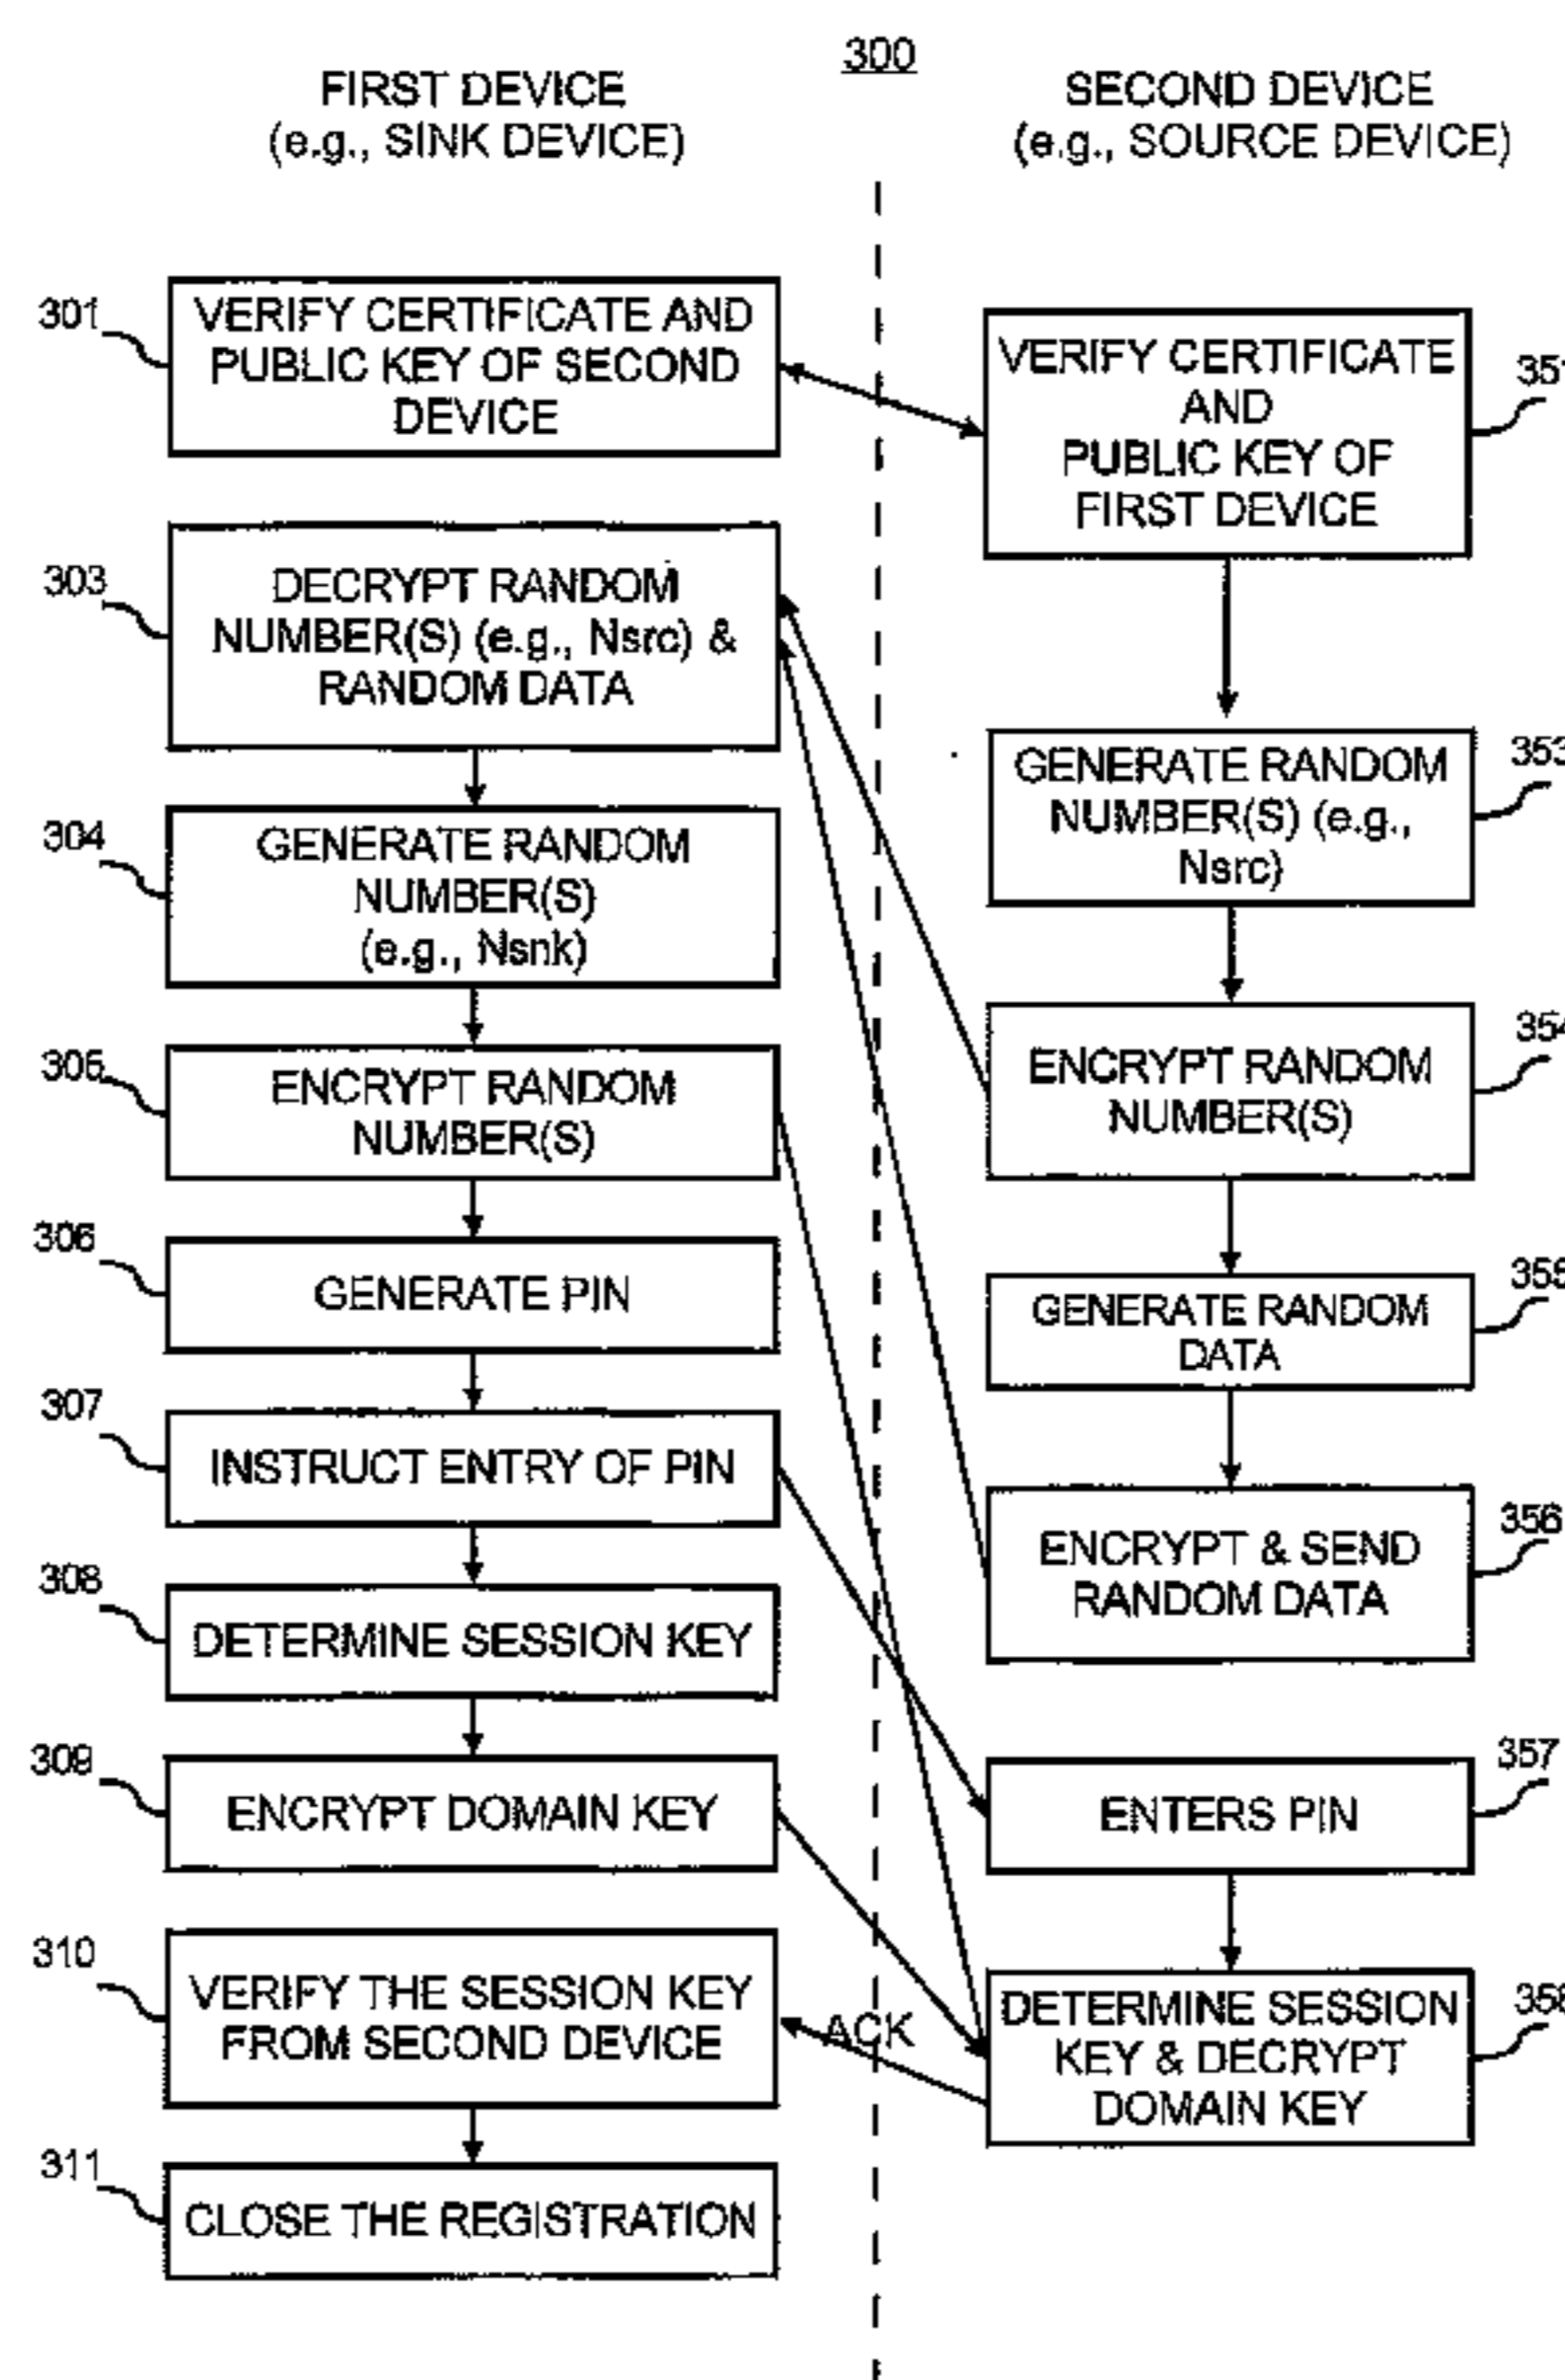 300
FIRST DEVICE
(e.g., SINK DEVICE)
SECOND DEVICE
(e.g., SOURCE DEVICE)
301
VERIFY CERTIFICATE AND
PUBLIC KEY OF SECOND
DEVICE
303
DECRYPT RANDOM
NUMBER(S) (e.g., Nsrc) &
RANDOM DATA
304
GENERATE RANDOM
NUMBER(S)
(e.g., Nsnk)
305
ENCRYPT RANDOM
NUMBER(S)
306
GENERATE PIN
307
INSTRUCT ENTRY OF PIN
308
DETERMINE SESSION KEY
309
ENCRYPT DOMAIN KEY
310
VERIFY THE SESSION KEY
FROM SECOND DEVICE
311
CLOSE THE REGISTRATION
ACK
VERIFY CERTIFICATE
AND
PUBLIC KEY OF
FIRST DEVICE
351
GENERATE RANDOM
NUMBER(S) (e.g.,
Nsrc)
353
ENCRYPT RANDOM
NUMBER(S)
354
GENERATE RANDOM
DATA
355
ENCRYPT & SEND
RANDOM DATA
356
ENTERS PIN
357
DETERMINE SESSION
KEY & DECRYPT
DOMAIN KEY
358